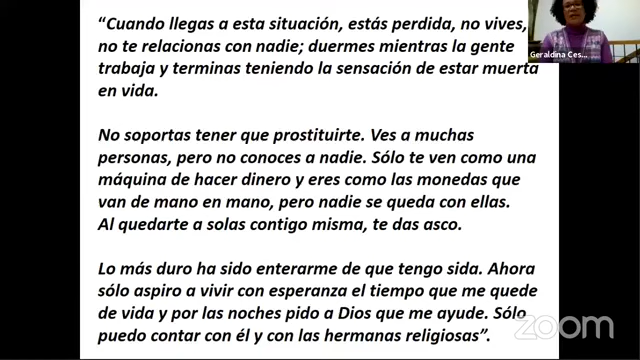 “Cuando llegas a esta situación, estás perdida, no vives,
no te relacionas con nadie; duermes mientras la gente
trabaja y terminas teniendo la sensación de estar muerta
en vida.
No soportas tener que prostituirte. Ves a muchas
personas, pero no conoces a nadie. Sólo te ven como una
máquina de hacer dinero y eres como las monedas que
van de mano en mano, pero nadie se queda con ellas.
Al quedarte a solas contigo misma, te das asco.
Lo más duro ha sido enterarme de que tengo sida. Ahora
sólo aspiro a vivir con esperanza el tiempo que me quede
de vida y por las noches pido a Dios que me ayude. Sólo
puedo contar con él y con las hermanas religiosas”.
Geraldina Ces...
zoom